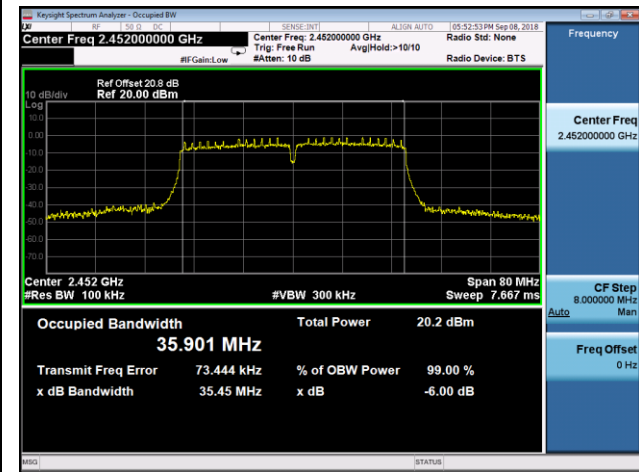 Keysight Spectrum Analyzer - Occupied BW
RF 50 Ω DC SENSE:INT ALIGN AUTO 05:52:53 PM Sep 08, 2018
Center Freq 2.452000000 GHz
Center Freq: 2.452000000 GHz
Radio Std: None
Trig: Free Run Avg|Hold:>10/10
#IFGain:Low #Atten: 10 dB Radio Device: BTS
Frequency
Ref Offset 20.8 dB
10 dB/div Ref 20.00 dBm
Log
10.0
0.00
-10.0
-20.0
-30.0
-40.0
-50.0
-60.0
-70.0
Center Freq
2.452000000 GHz
Center 2.452 GHz Span 80 MHz
#Res BW 100 kHz #VBW 300 kHz Sweep 7.667 ms
CF Step
8.000000 MHz
Auto Man
Occupied Bandwidth Total Power 20.2 dBm
35.901 MHz
Transmit Freq Error 73.444 kHz % of OBW Power 99.00 %
x dB Bandwidth 35.45 MHz x dB -6.00 dB
Freq Offset
0 Hz
MSG STATUS